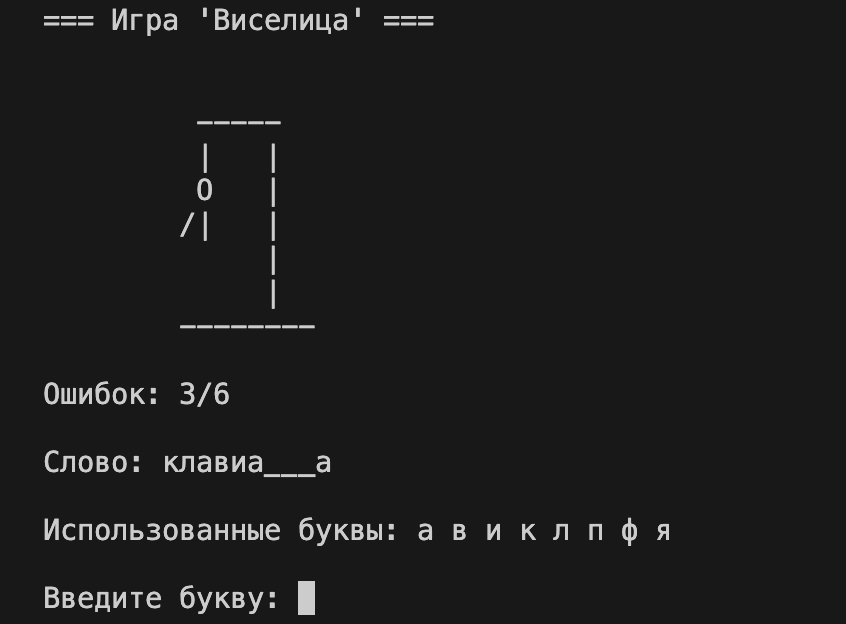 === Игра 'Виселица' ===
-----
|   |
O   |
/|   |
|
|
--------
Ошибок: 3/6
Слово: клавиа___а
Использованные буквы: а в и к л п ф я
Введите букву: